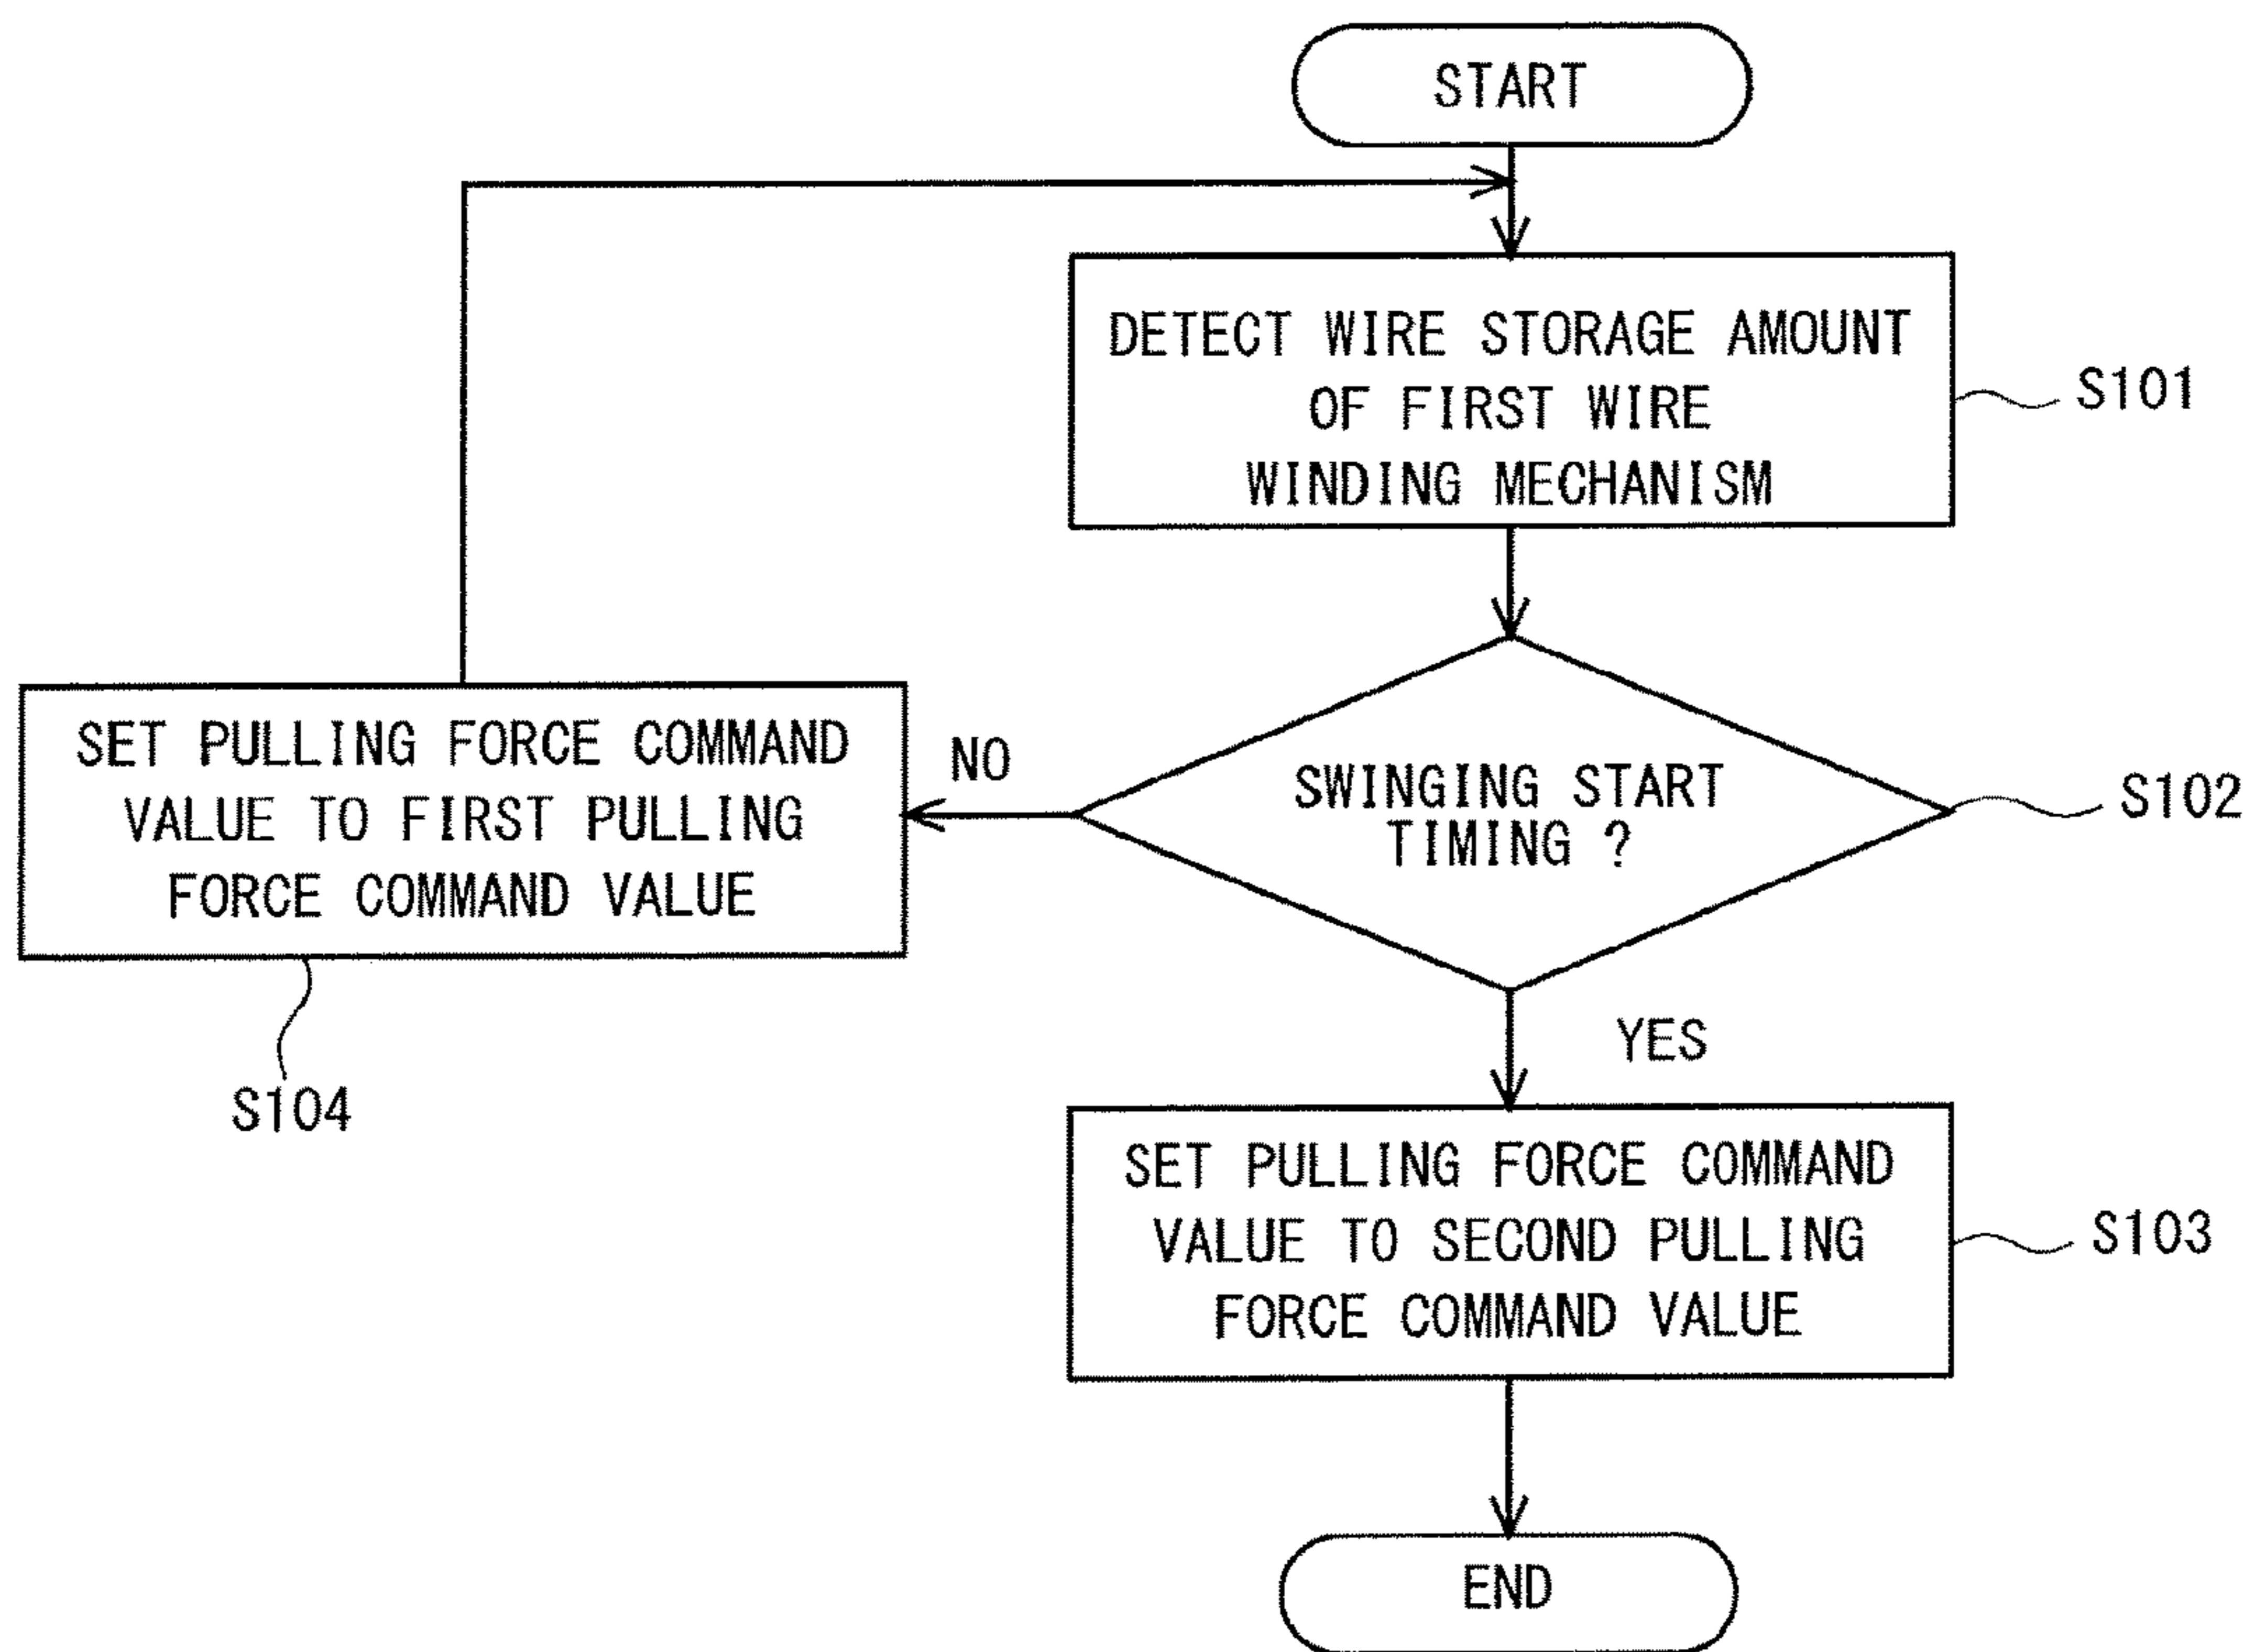 START
DETECT WIRE STORAGE AMOUNT
OF FIRST WIRE
WINDING MECHANISM
S101
SWINGING START
TIMING ?
S102
NO
SET PULLING FORCE COMMAND
VALUE TO FIRST PULLING
FORCE COMMAND VALUE
S104
YES
SET PULLING FORCE COMMAND
VALUE TO SECOND PULLING
FORCE COMMAND VALUE
S103
END